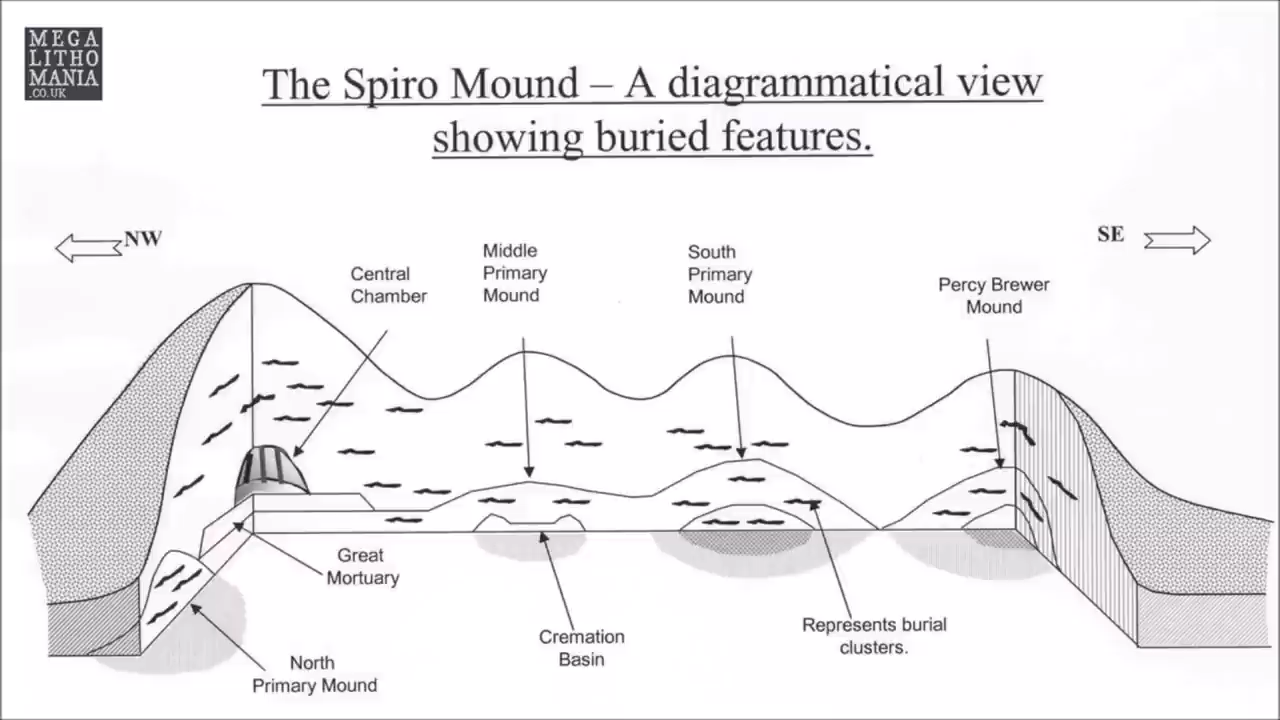 MEGA
LITHO
MANIA
.CO.UK
The Spiro Mound – A diagrammatical view
showing buried features.
NW
SE
Central
Chamber
Middle
Primary
Mound
South
Primary
Mound
Percy Brewer
Mound
Great
Mortuary
North
Primary Mound
Cremation
Basin
Represents burial
clusters.